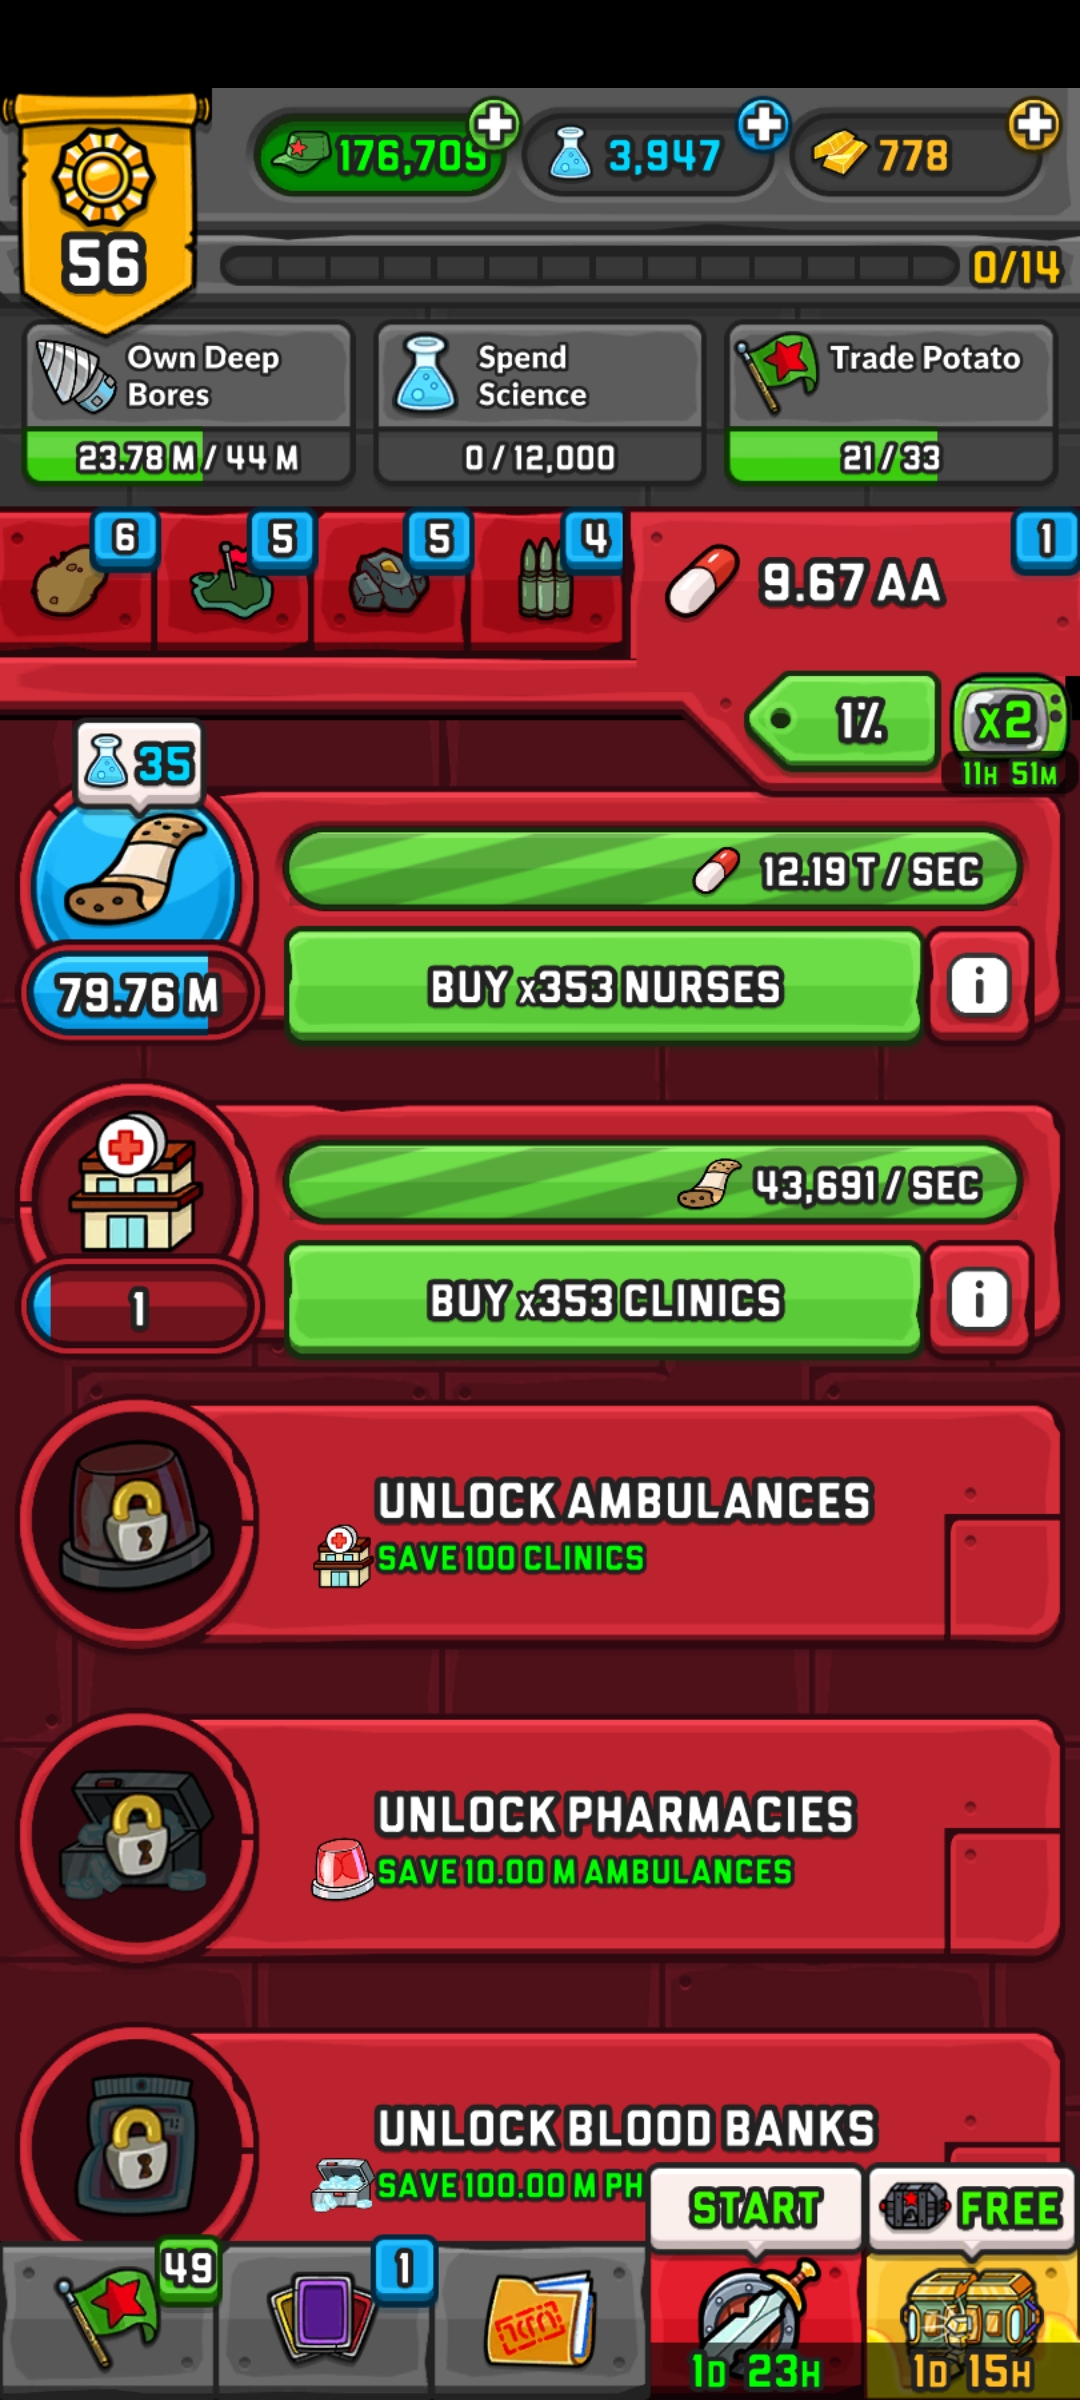 176,709
3,947
778
56
0/14
Own Deep
Bores
23.78 M / 44 M
Spend
Science
0 / 12,000
Trade Potato
21 / 33
6
5
5
4
1
9.67 AA
1%
x2
11H 51M
35
12.19 T / SEC
79.76 M
BUY x353 NURSES
i
43,691 / SEC
1
BUY x353 CLINICS
i
UNLOCK AMBULANCES
SAVE 100 CLINICS
UNLOCK PHARMACIES
SAVE 10.00 M AMBULANCES
UNLOCK BLOOD BANKS
SAVE 100.00 M PH
START
FREE
49
1
1D 23H
1D 15H